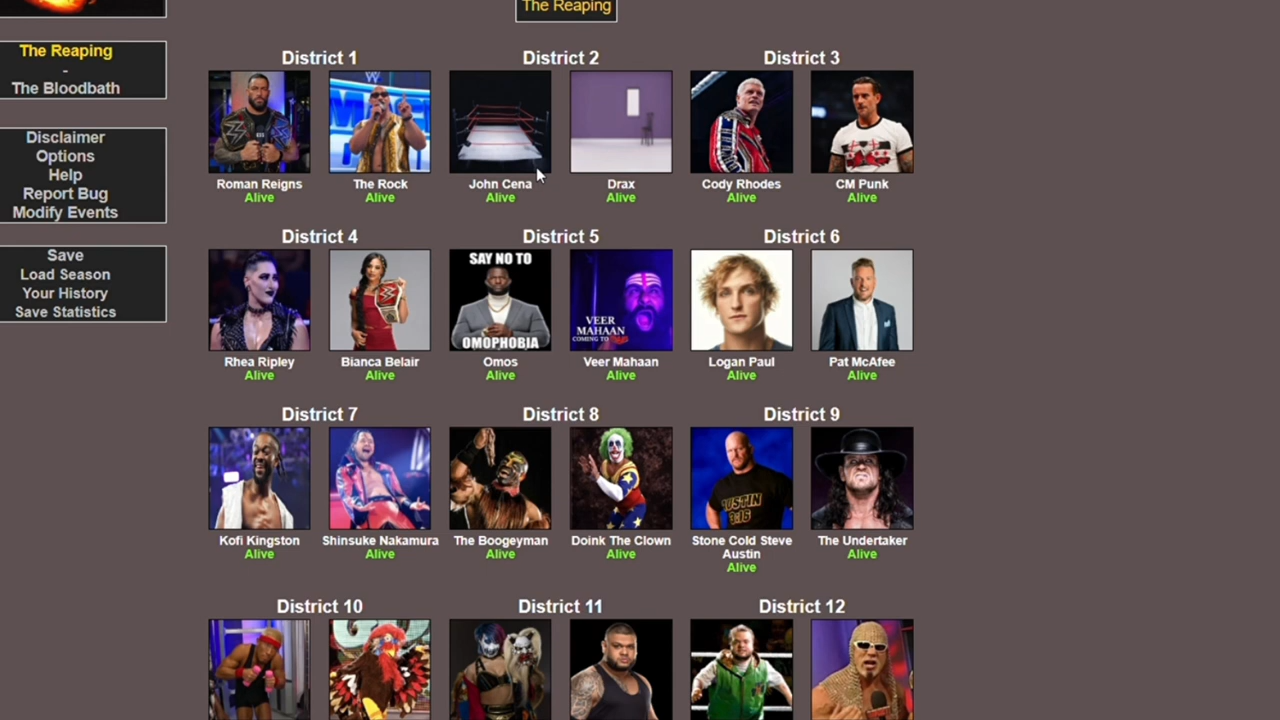 The Reaping
The Reaping
-
The Bloodbath
Disclaimer
Options
Help
Report Bug
Modify Events
Save
Load Season
Your History
Save Statistics
District 1
District 2
District 3
Roman Reigns
The Rock
John Cena
Drax
Cody Rhodes
CM Punk
Alive
Alive
Alive
Alive
Alive
Alive
District 4
District 5
District 6
SAY NO TO
OMOPHOBIA
VEER
MAHAAN
COMING TO
Rhea Ripley
Bianca Belair
Omos
Veer Mahaan
Logan Paul
Pat McAfee
Alive
Alive
Alive
Alive
Alive
Alive
District 7
District 8
District 9
AUSTIN
3:16
Kofi Kingston
Shinsuke Nakamura
The Boogeyman
Doink The Clown
Stone Cold Steve
Austin
The Undertaker
Alive
Alive
Alive
Alive
Alive
Alive
District 10
District 11
District 12